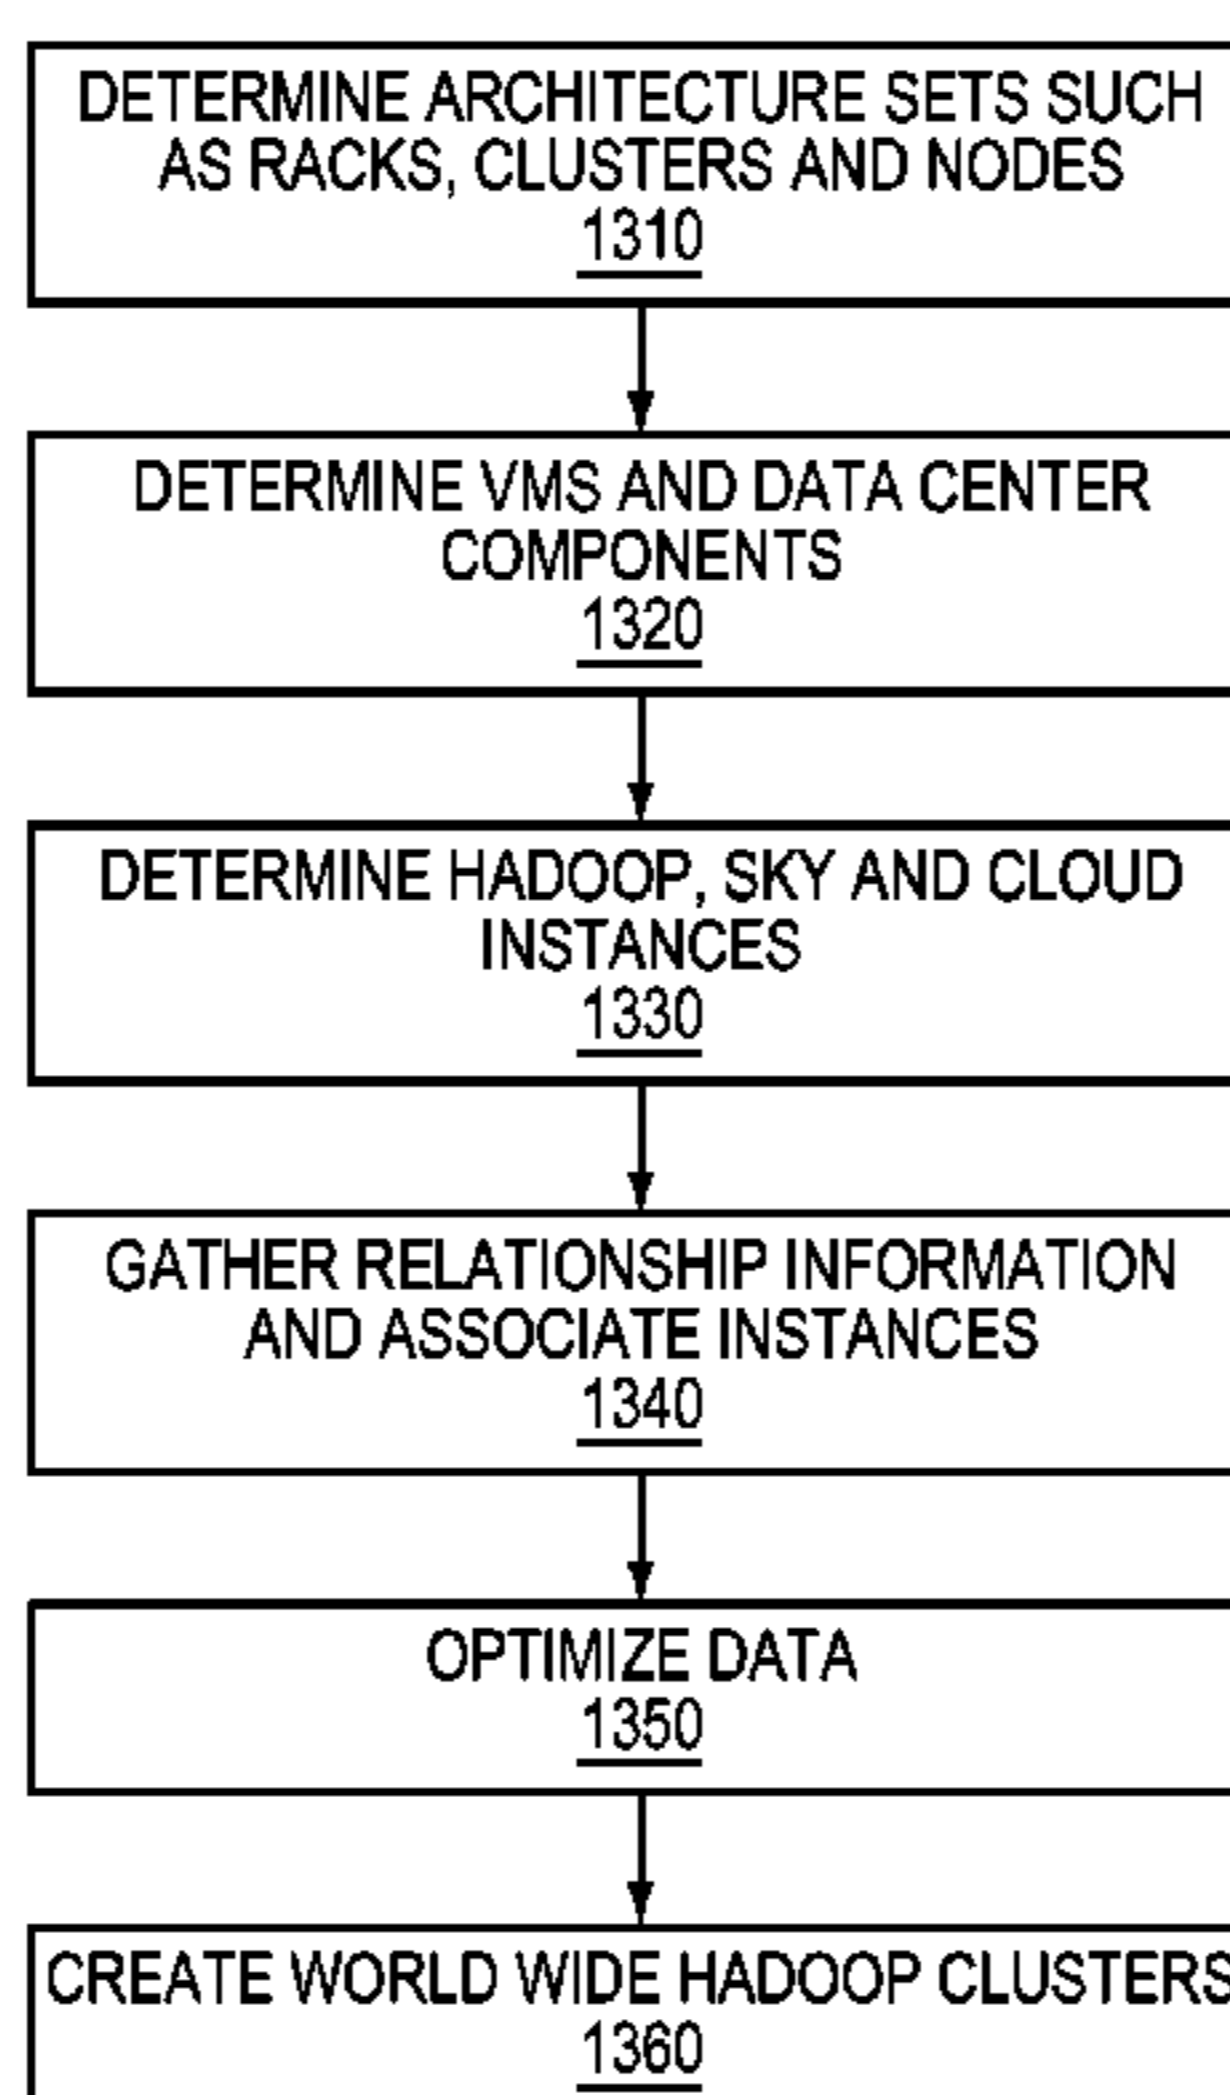 DETERMINE ARCHITECTURE SETS SUCH
AS RACKS, CLUSTERS AND NODES
1310
DETERMINE VMS AND DATA CENTER
COMPONENTS
1320
DETERMINE HADOOP, SKY AND CLOUD
INSTANCES
1330
GATHER RELATIONSHIP INFORMATION
AND ASSOCIATE INSTANCES
1340
OPTIMIZE DATA
1350
CREATE WORLD WIDE HADOOP CLUSTERS
1360